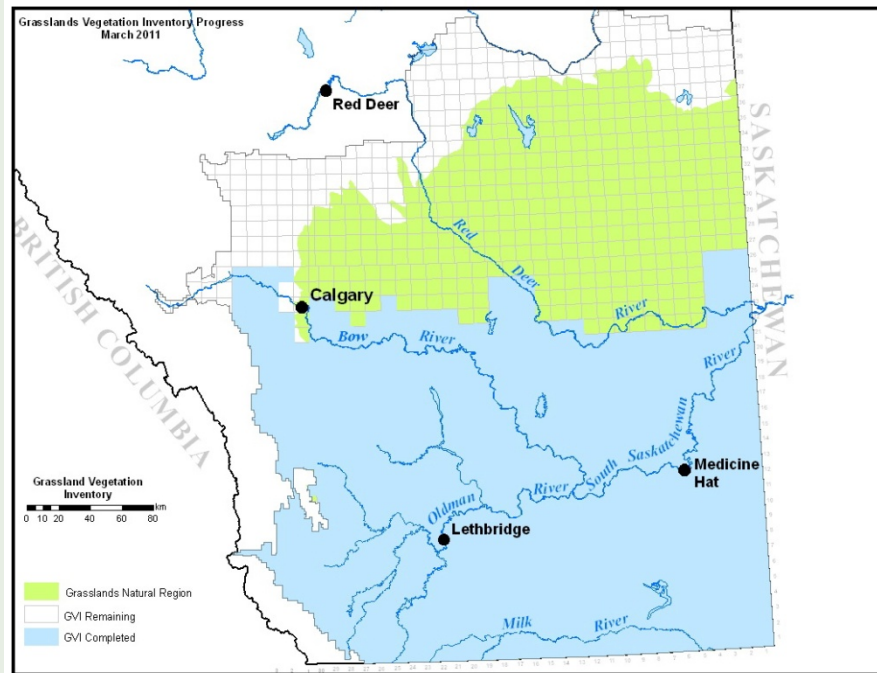 Grasslands Vegetation Inventory Progress
March 2011
Red Deer
SASKATCHEWAN
BRITISH COLUMBIA
Red
Deer
River
Calgary
Bow River
River
South Saskatchewan
Medicine
Hat
Oldman River
Lethbridge
Milk River
Grassland Vegetation
Inventory
km
0 10 20 40 60 80
Grasslands Natural Region
GVI Remaining
GVI Completed